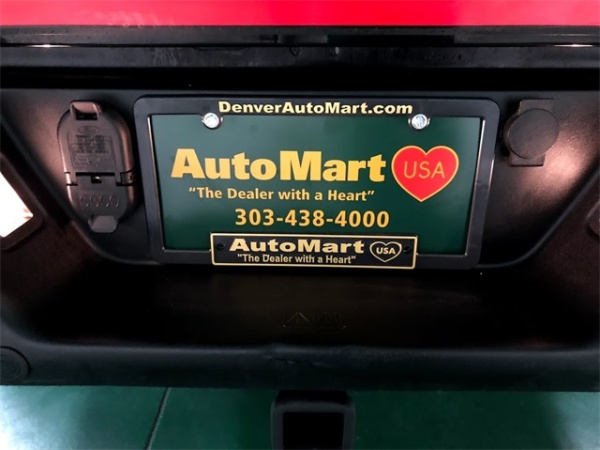 DenverAutoMart.com
AutoMart USA
"The Dealer with a Heart"
303-438-4000
AutoMart USA
"The Dealer with a Heart"